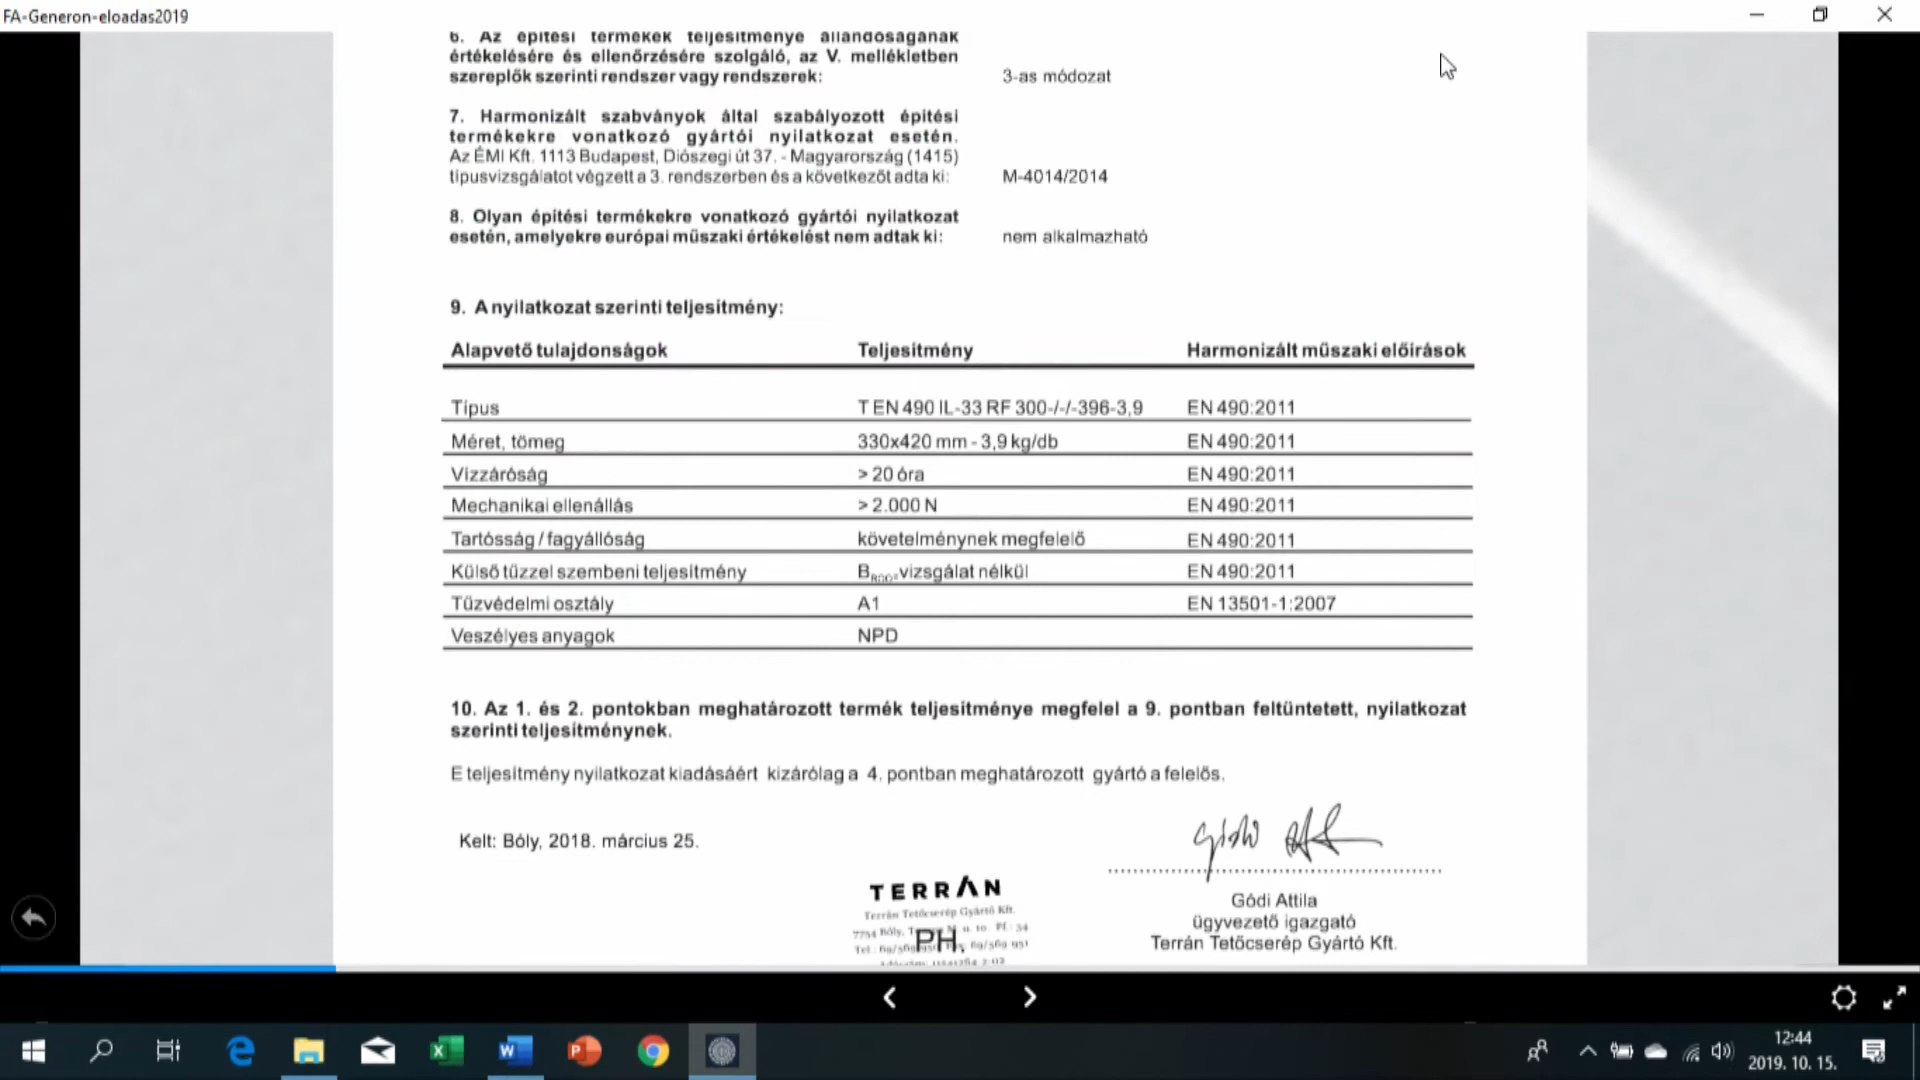 FA-Generon-eloadas2019
6. Az építési termékek teljesítménye állandóságának
értékelésére és ellenőrzésére szolgáló, az V. mellékletben
szereplők szerinti rendszer vagy rendszerek:
3-as módozat
7. Harmonizált szabványok által szabályozott építési
termékekre vonatkozó gyártói nyilatkozat esetén.
Az ÉMI Kft. 1113 Budapest, Diószegi út 37. - Magyarország (1415)
típusvizsgálatot végzett a 3. rendszerben és a következőt adta ki:
M-4014/2014
8. Olyan építési termékekre vonatkozó gyártói nyilatkozat
esetén, amelyekre európai műszaki értékelést nem adtak ki:
nem alkalmazható
9. A nyilatkozat szerinti teljesítmény:
Alapvető tulajdonságok Teljesítmény Harmonizált műszaki előírások
Típus T EN 490 IL-33 RF 300-/-/-396-3,9 EN 490:2011
Méret, tömeg 330x420 mm - 3,9 kg/db EN 490:2011
Vízzáróság > 20 óra EN 490:2011
Mechanikai ellenállás > 2.000 N EN 490:2011
Tartósság / fagyállóság követelménynek megfelelő EN 490:2011
Külső tűzzel szembeni teljesítmény vizsgálat nélkül EN 490:2011
Tűzvédelmi osztály A1 EN 13501-1:2007
Veszélyes anyagok NPD
10. Az 1. és 2. pontokban meghatározott termék teljesítménye megfelel a 9. pontban feltüntetett, nyilatkozat
szerinti teljesítménynek.
E teljesítmény nyilatkozat kiadásáért kizárólag a 4. pontban meghatározott gyártó a felelős.
Kelt: Bóly, 2018. március 25.
TERRÁN
Terrán Tetőcserép Gyártó Kft.
7754 Bóly,
PH.
Gódi Attila
ügyvezető igazgató
Terrán Tetőcserép Gyártó Kft.
12:44
2019. 10. 15.